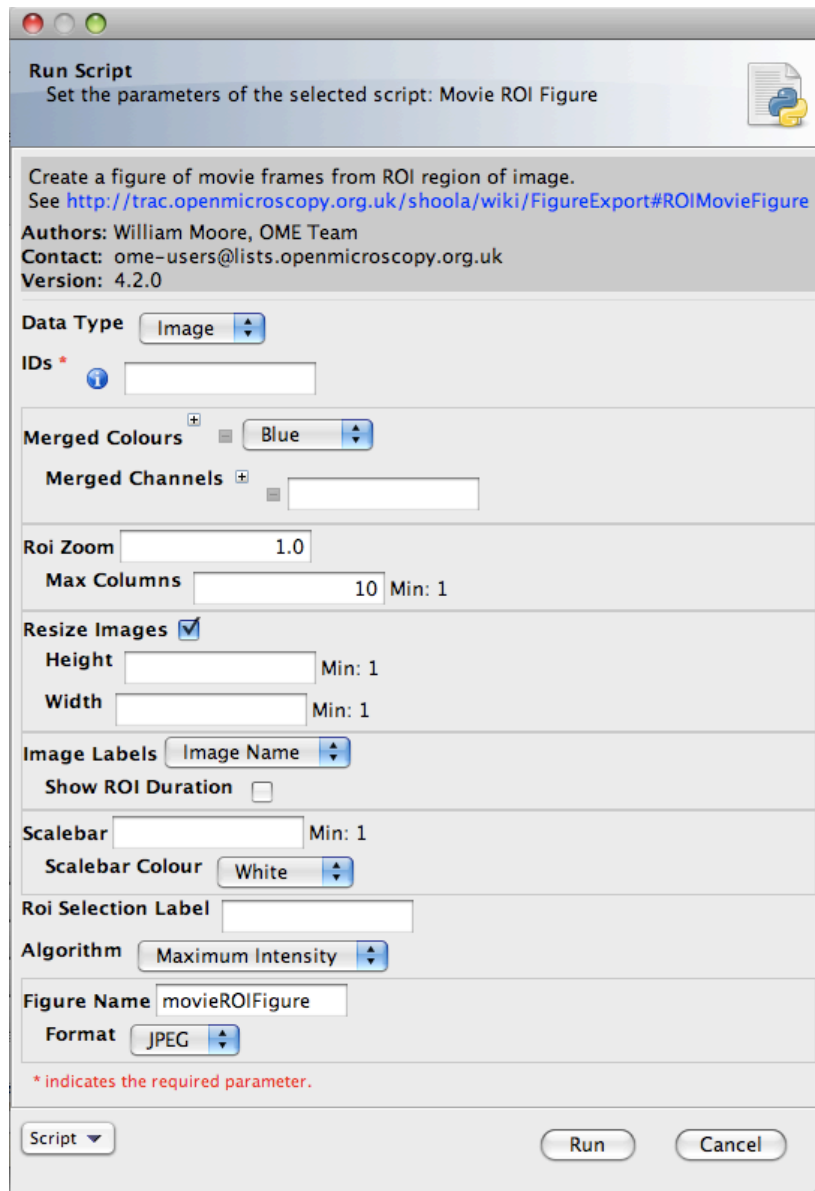 Run Script
Set the parameters of the selected script: Movie ROI Figure
Create a figure of movie frames from ROI region of image.
See http://trac.openmicroscopy.org.uk/shoola/wiki/FigureExport#ROIMovieFigure
Authors: William Moore, OME Team
Contact: ome-users@lists.openmicroscopy.org.uk
Version: 4.2.0
Data Type Image
IDs *
Merged Colours Blue
Merged Channels
Roi Zoom 1.0
Max Columns 10 Min: 1
Resize Images
Height Min: 1
Width Min: 1
Image Labels Image Name
Show ROI Duration
Scalebar Min: 1
Scalebar Colour White
Roi Selection Label
Algorithm Maximum Intensity
Figure Name movieROIFigure
Format JPEG
* indicates the required parameter.
Script Run Cancel